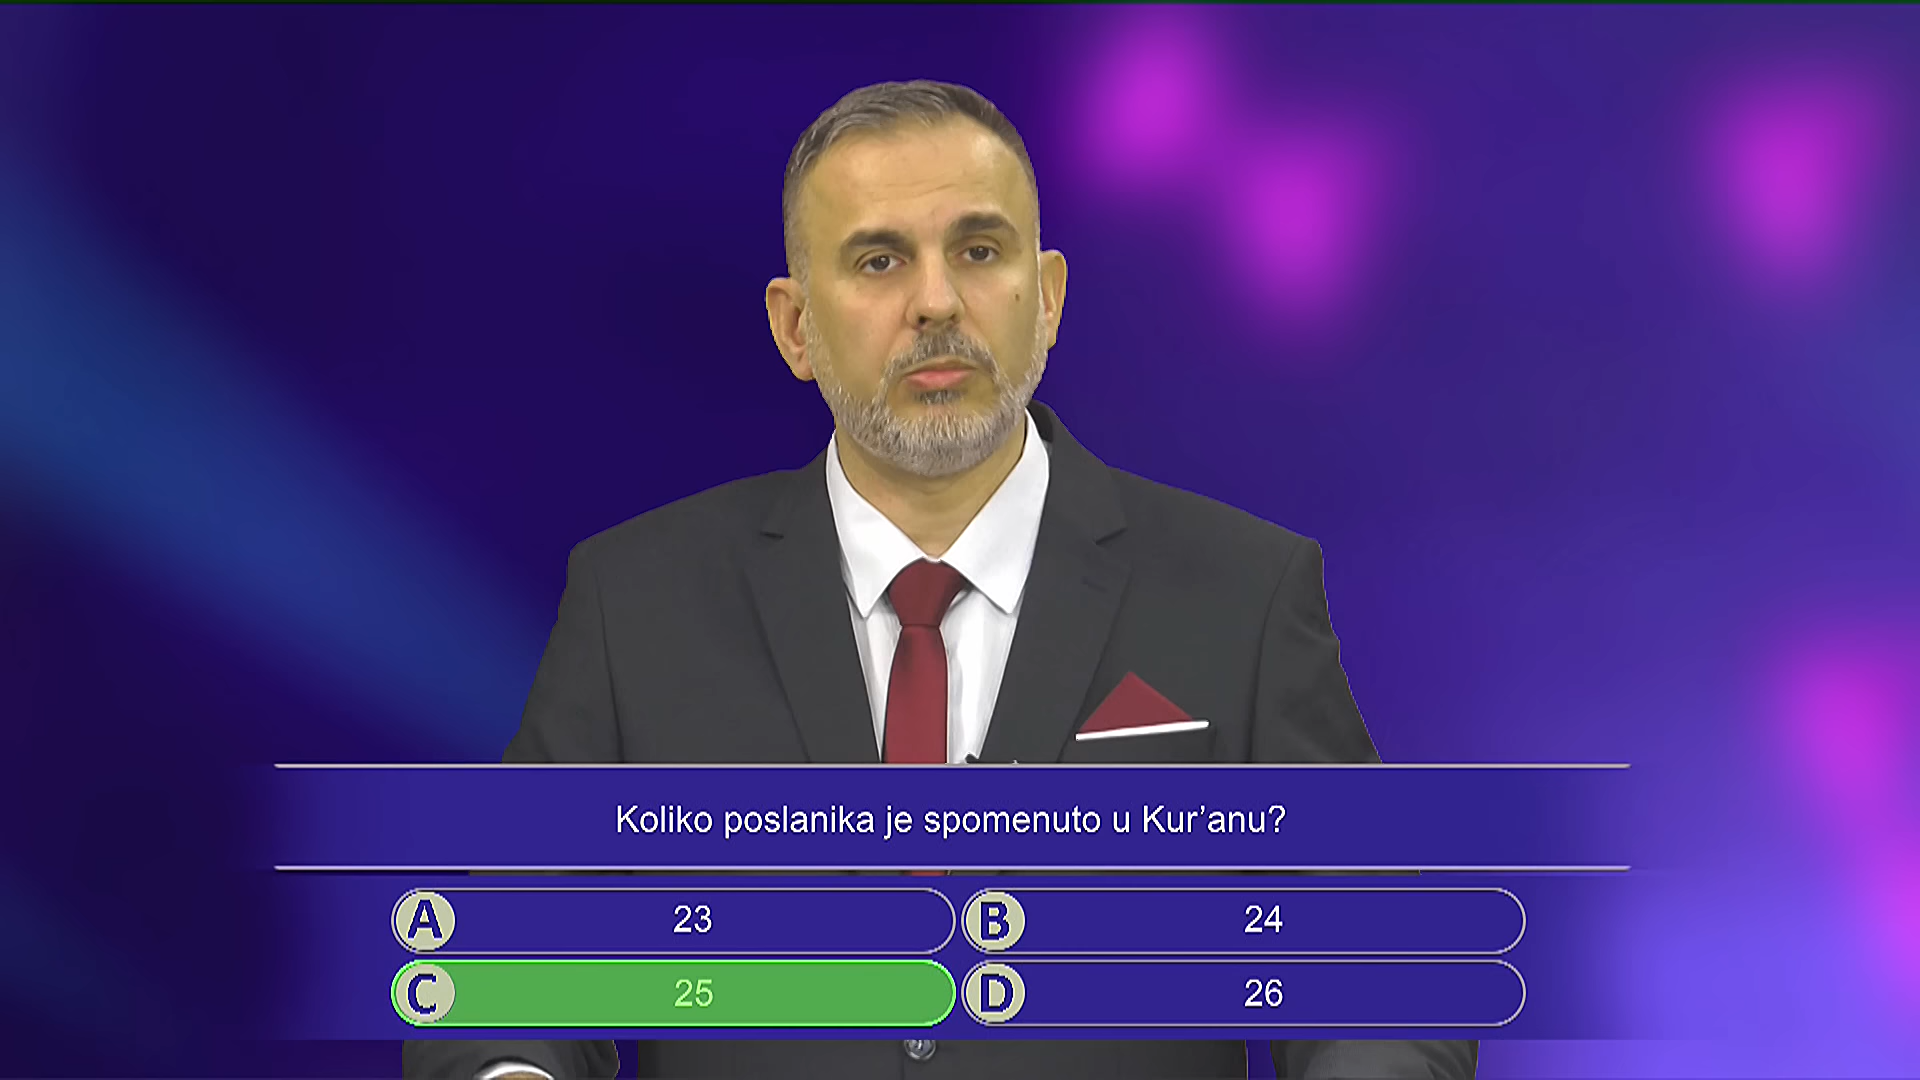 Koliko poslanika je spomenuto u Kur’anu?
A 23
B 24
C 25
D 26